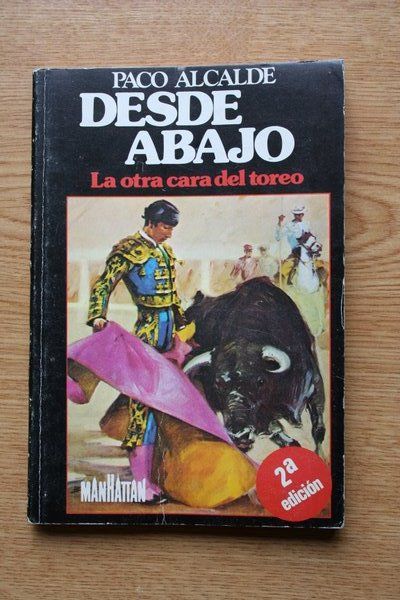 PACO ALCALDE
DESDE
ABAJO
La otra cara del toreo
MANHATTAN
2ª
edición